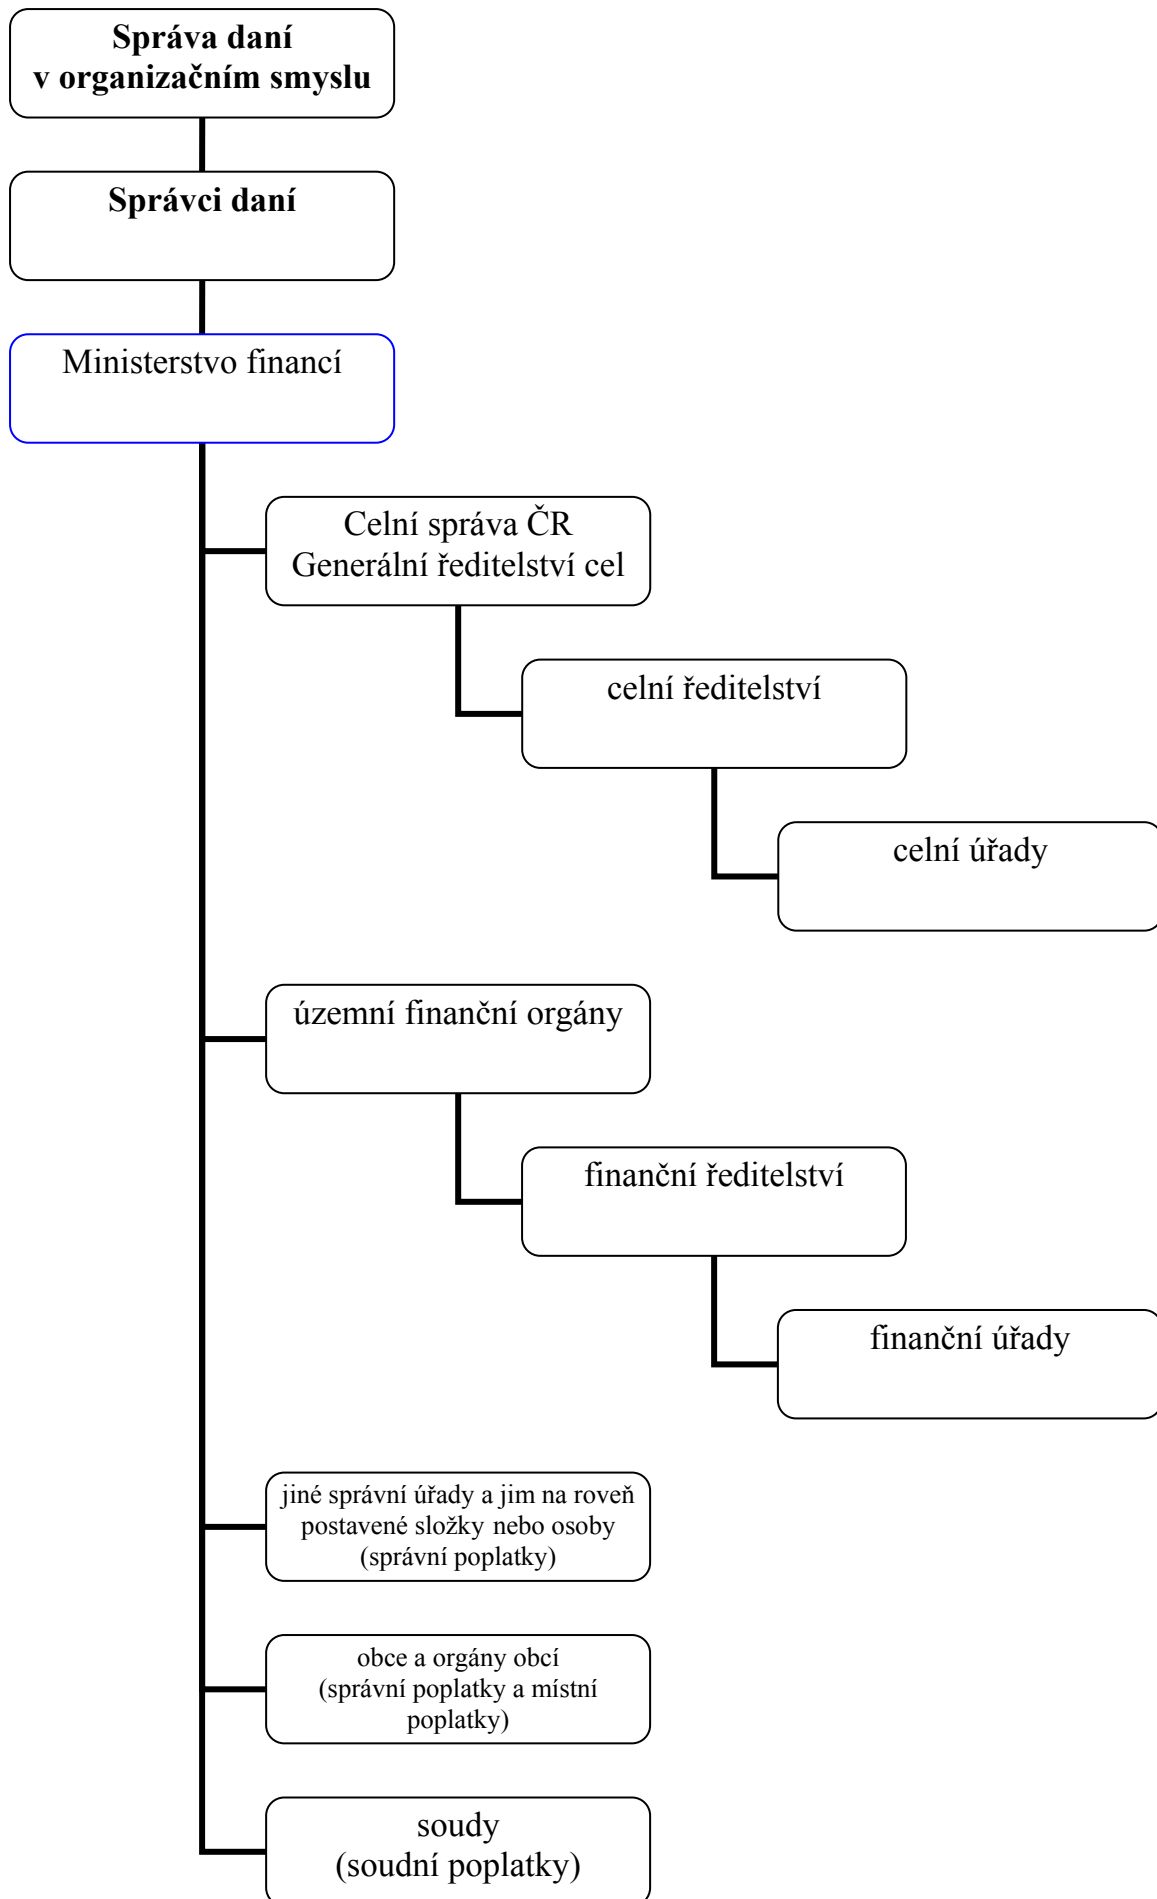 Správa daní
v organizačním smyslu
Správci daní
Ministerstvo financí
Celní správa ČR
Generální ředitelství cel
celní ředitelství
celní úřady
územní finanční orgány
finanční ředitelství
finanční úřady
jiné správní úřady a jim na roveň
postavené složky nebo osoby
(správní poplatky)
obce a orgány obcí
(správní poplatky a místní
poplatky)
soudy
(soudní poplatky)